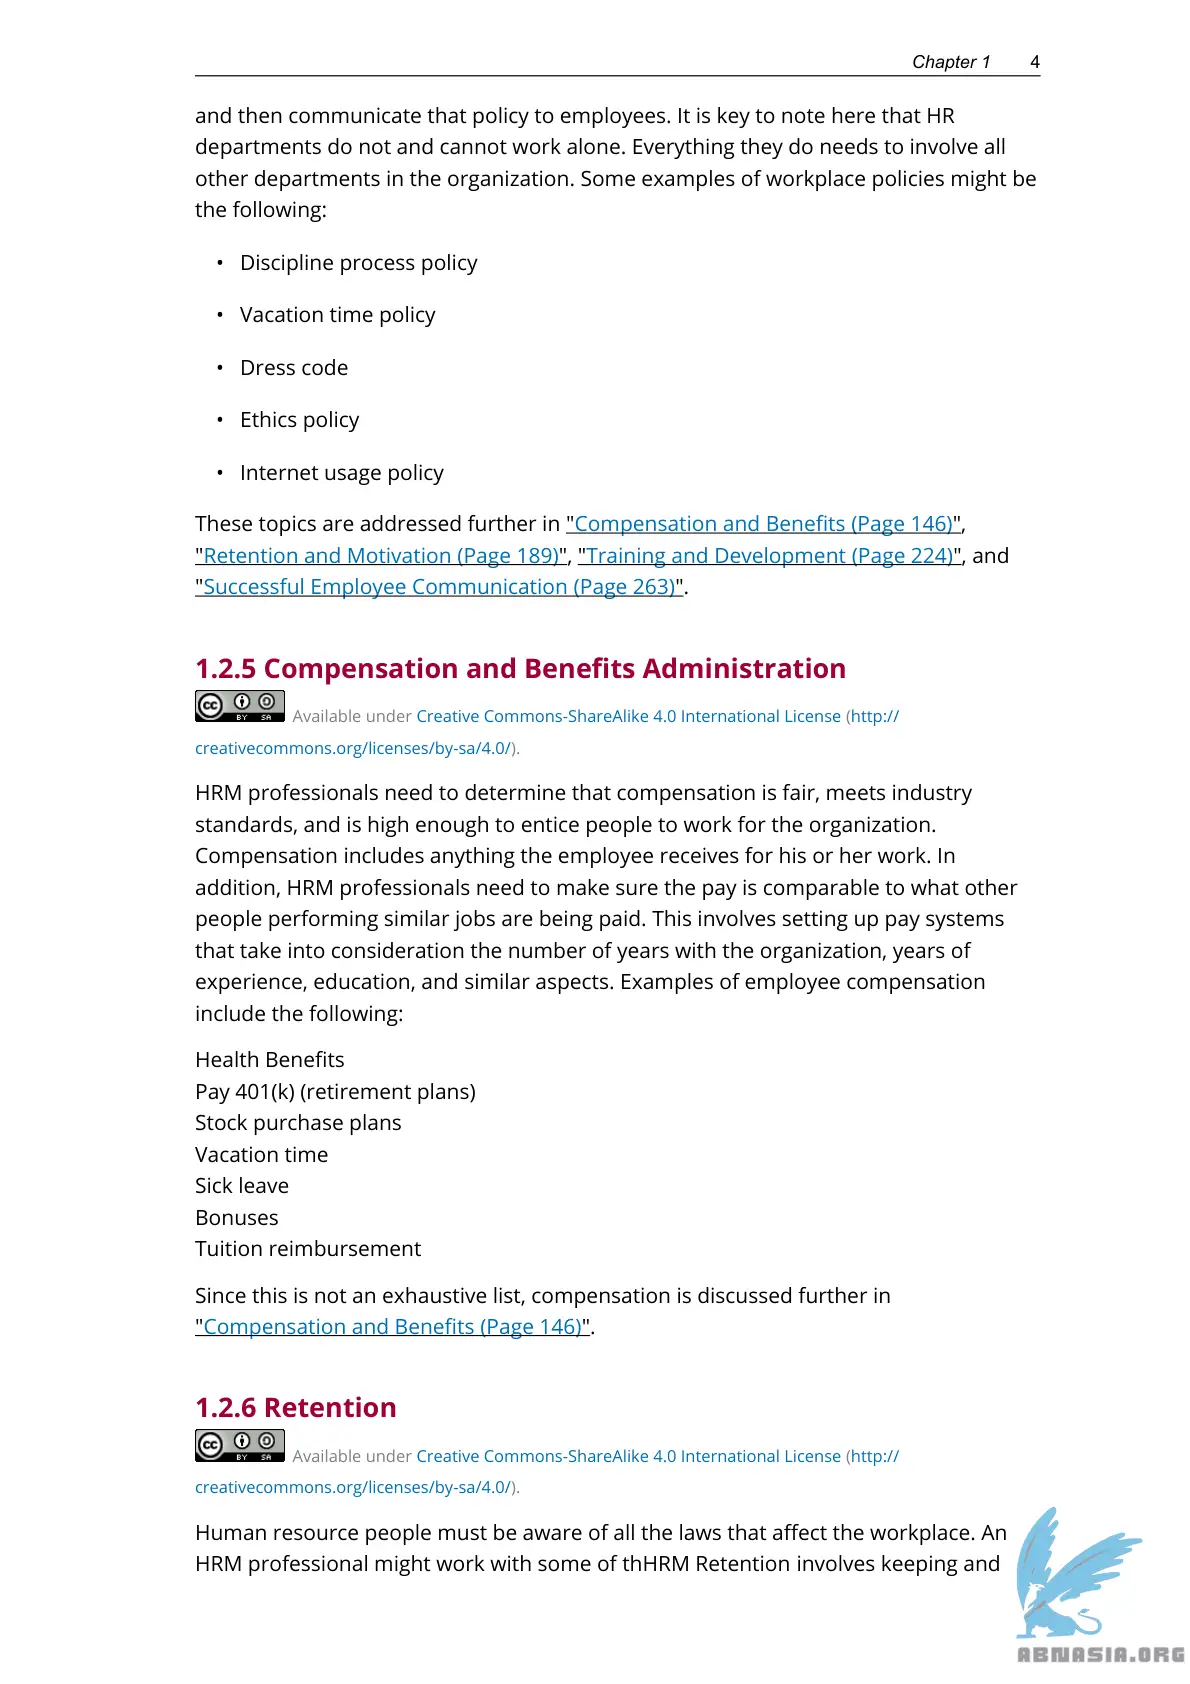 Chapter 1 4
and then communicate that policy to employees. It is key to note here that HR
departments do not and cannot work alone. Everything they do needs to involve all
other departments in the organization. Some examples of workplace policies might be
the following:
• Discipline process policy
• Vacation time policy
• Dress code
• Ethics policy
• Internet usage policy
These topics are addressed further in "Compensation and Benefits (Page 146)",
"Retention and Motivation (Page 189)", "Training and Development (Page 224)", and
"Successful Employee Communication (Page 263)".
1.2.5 Compensation and Benefits Administration
cc BY SA Available under Creative Commons-ShareAlike 4.0 International License (http://
creativecommons.org/licenses/by-sa/4.0/).
HRM professionals need to determine that compensation is fair, meets industry
standards, and is high enough to entice people to work for the organization.
Compensation includes anything the employee receives for his or her work. In
addition, HRM professionals need to make sure the pay is comparable to what other
people performing similar jobs are being paid. This involves setting up pay systems
that take into consideration the number of years with the organization, years of
experience, education, and similar aspects. Examples of employee compensation
include the following:
Health Benefits
Pay 401(k) (retirement plans)
Stock purchase plans
Vacation time
Sick leave
Bonuses
Tuition reimbursement
Since this is not an exhaustive list, compensation is discussed further in
"Compensation and Benefits (Page 146)".
1.2.6 Retention
cc BY SA Available under Creative Commons-ShareAlike 4.0 International License (http://
creativecommons.org/licenses/by-sa/4.0/).
Human resource people must be aware of all the laws that affect the workplace. An
HRM professional might work with some of thHRM Retention involves keeping and
ABNASIA.ORG